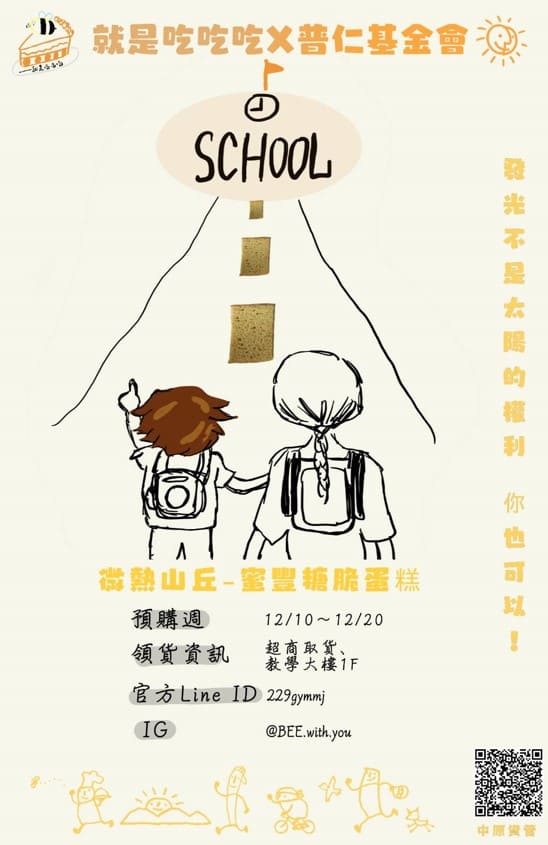 就是吃吃吃X普仁基金會
SCHOOL
發光不是太陽的權利 你也可以！
微熱山丘-蜜豐糖脆蛋糕
預購週 12/10～12/20
領貨資訊 超商取貨、
教學大樓1F
官方Line ID 229gymmj
IG @BEE.with.you
中原資管